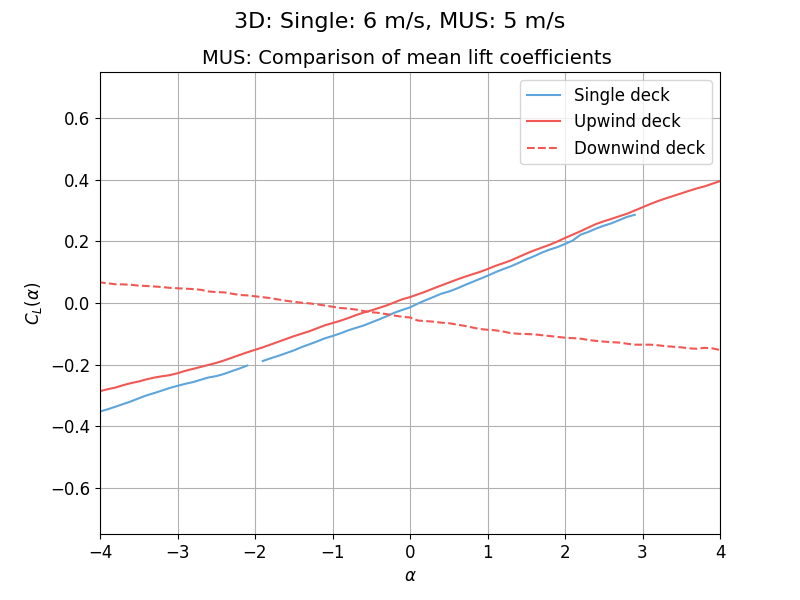 3D: Single: 6 m/s, MUS: 5 m/s
MUS: Comparison of mean lift coefficients
Single deck
Upwind deck
Downwind deck
0.6
0.4
0.2
0.0
−0.2
−0.4
−0.6
C_L(α)
−4 −3 −2 −1 0 1 2 3 4
α